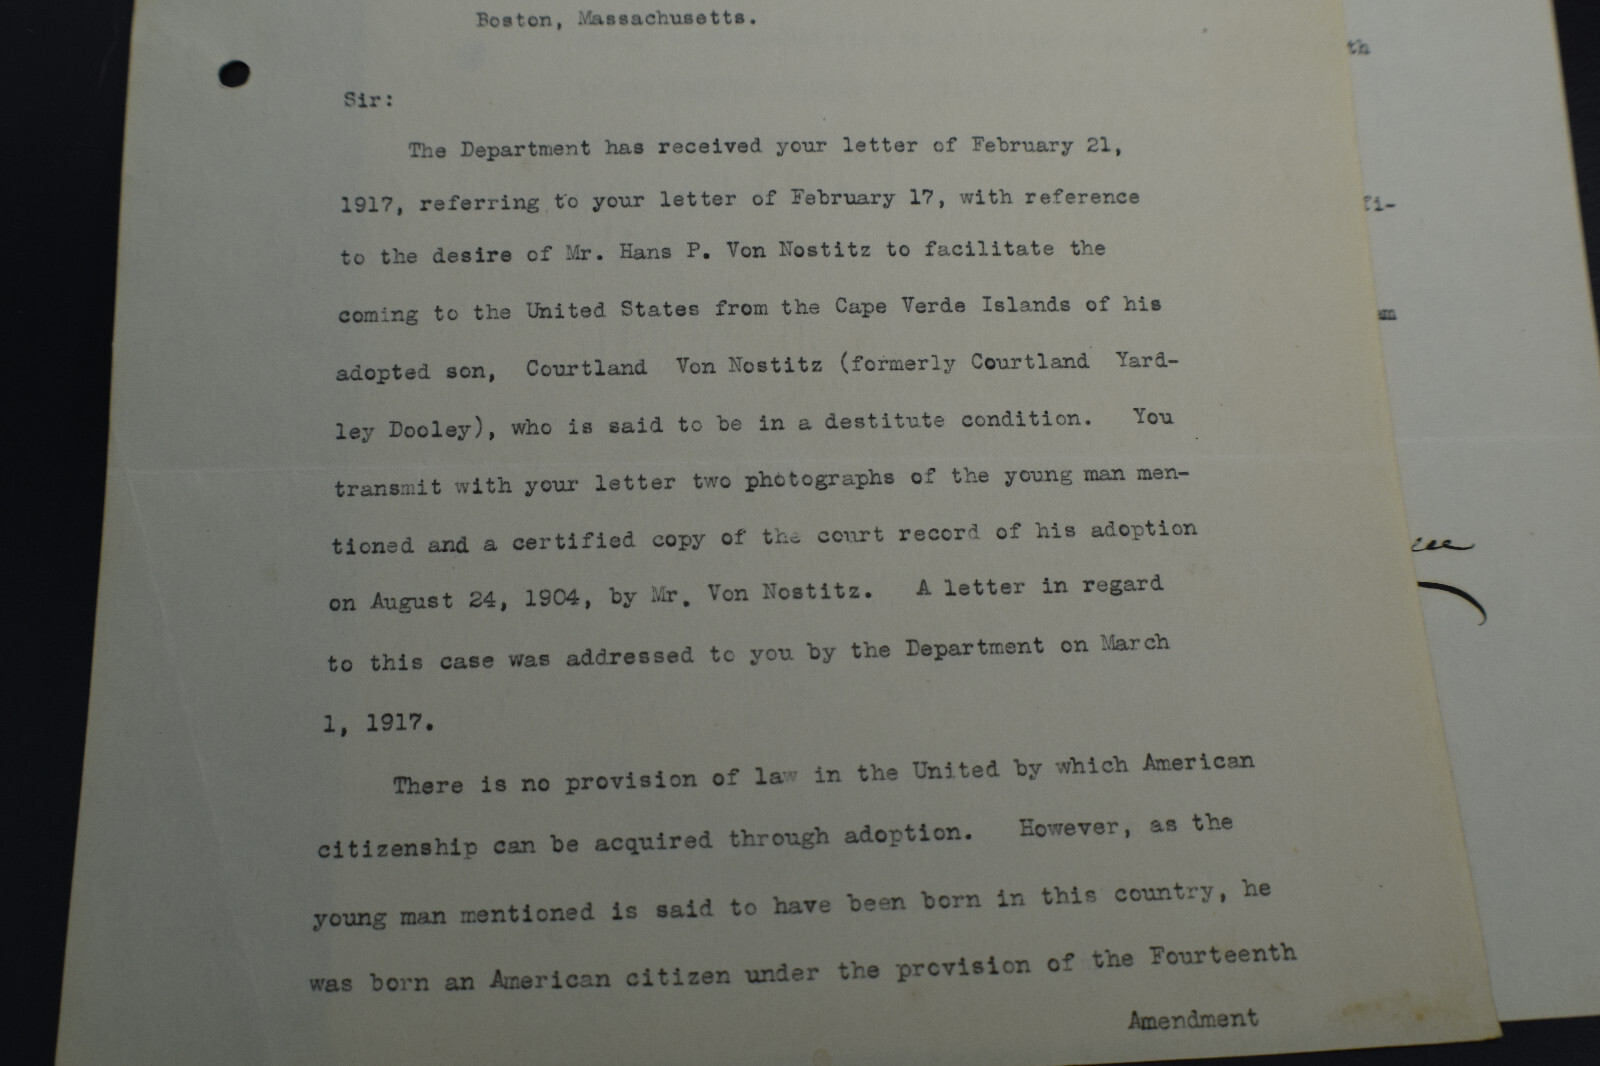 Boston, Massachusetts.
Sir:
The Department has received your letter of February 21,
1917, referring to your letter of February 17, with reference
to the desire of Mr. Hans P. Von Nostitz to facilitate the
coming to the United States from the Cape Verde Islands of his
adopted son, Courtland Von Nostitz (formerly Courtland Yard-
ley Dooley), who is said to be in a destitute condition. You
transmit with your letter two photographs of the young man men-
tioned and a certified copy of the court record of his adoption
on August 24, 1904, by Mr. Von Nostitz. A letter in regard
to this case was addressed to you by the Department on March
1, 1917.
There is no provision of law in the United by which American
citizenship can be acquired through adoption. However, as the
young man mentioned is said to have been born in this country, he
was born an American citizen under the provision of the Fourteenth
Amendment
th
fi-
am